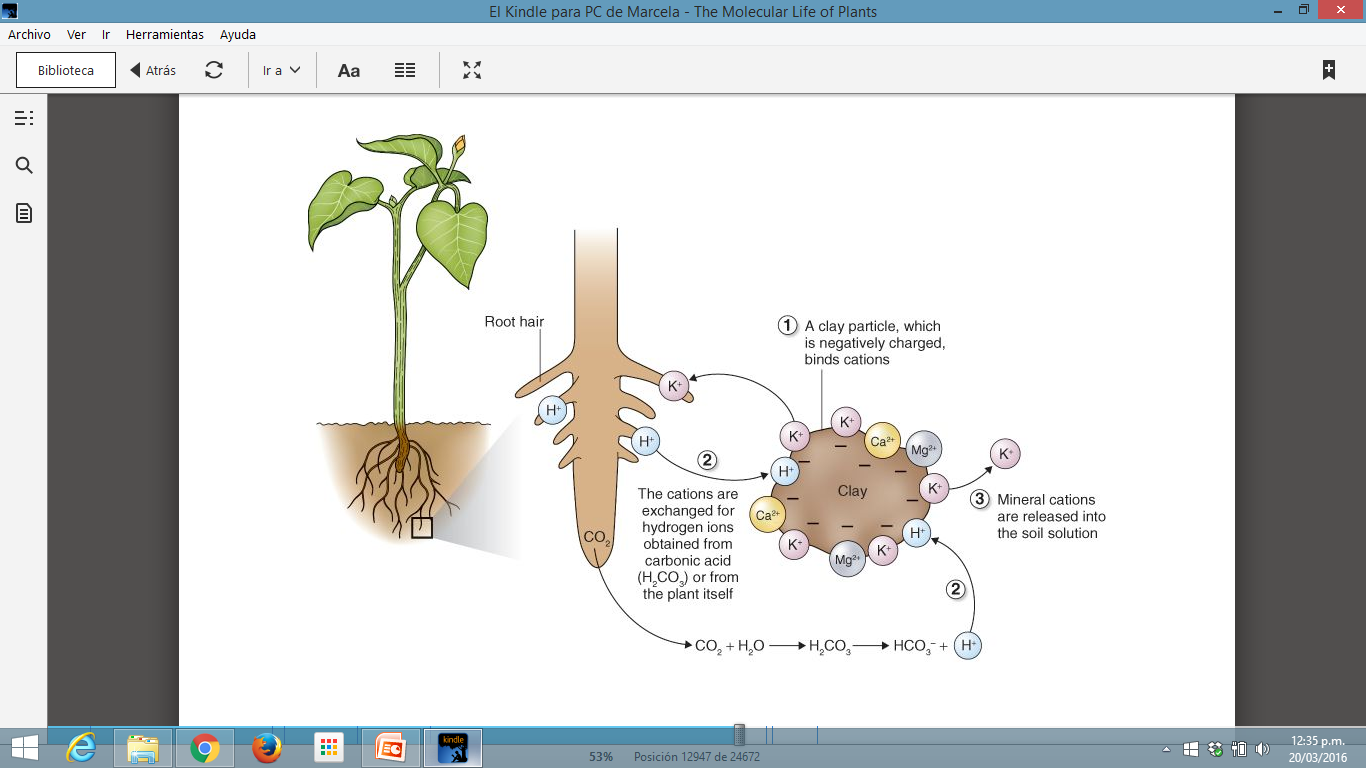 El Kindle para PC de Marcela - The Molecular Life of Plants
Archivo Ver Ir Herramientas Ayuda
Biblioteca Atrás Ir a Aa
Root hair
1 A clay particle, which
is negatively charged,
binds cations
K⁺
H⁺
H⁺
2
The cations are
exchanged for
hydrogen ions
obtained from
carbonic acid
(H₂CO₃) or from
the plant itself
K⁺
K⁺
Ca²⁺
Mg²⁺
K⁺
H⁺
Clay
Ca²⁺
K⁺
Mg²⁺
K⁺
H⁺
− − − − − − − − −
K⁺
3 Mineral cations
are released into
the soil solution
2
CO₂
CO₂ + H₂O → H₂CO₃ → HCO₃⁻ + H⁺
53% Posición 12947 de 24672
kindle
12:35 p.m.
20/03/2016